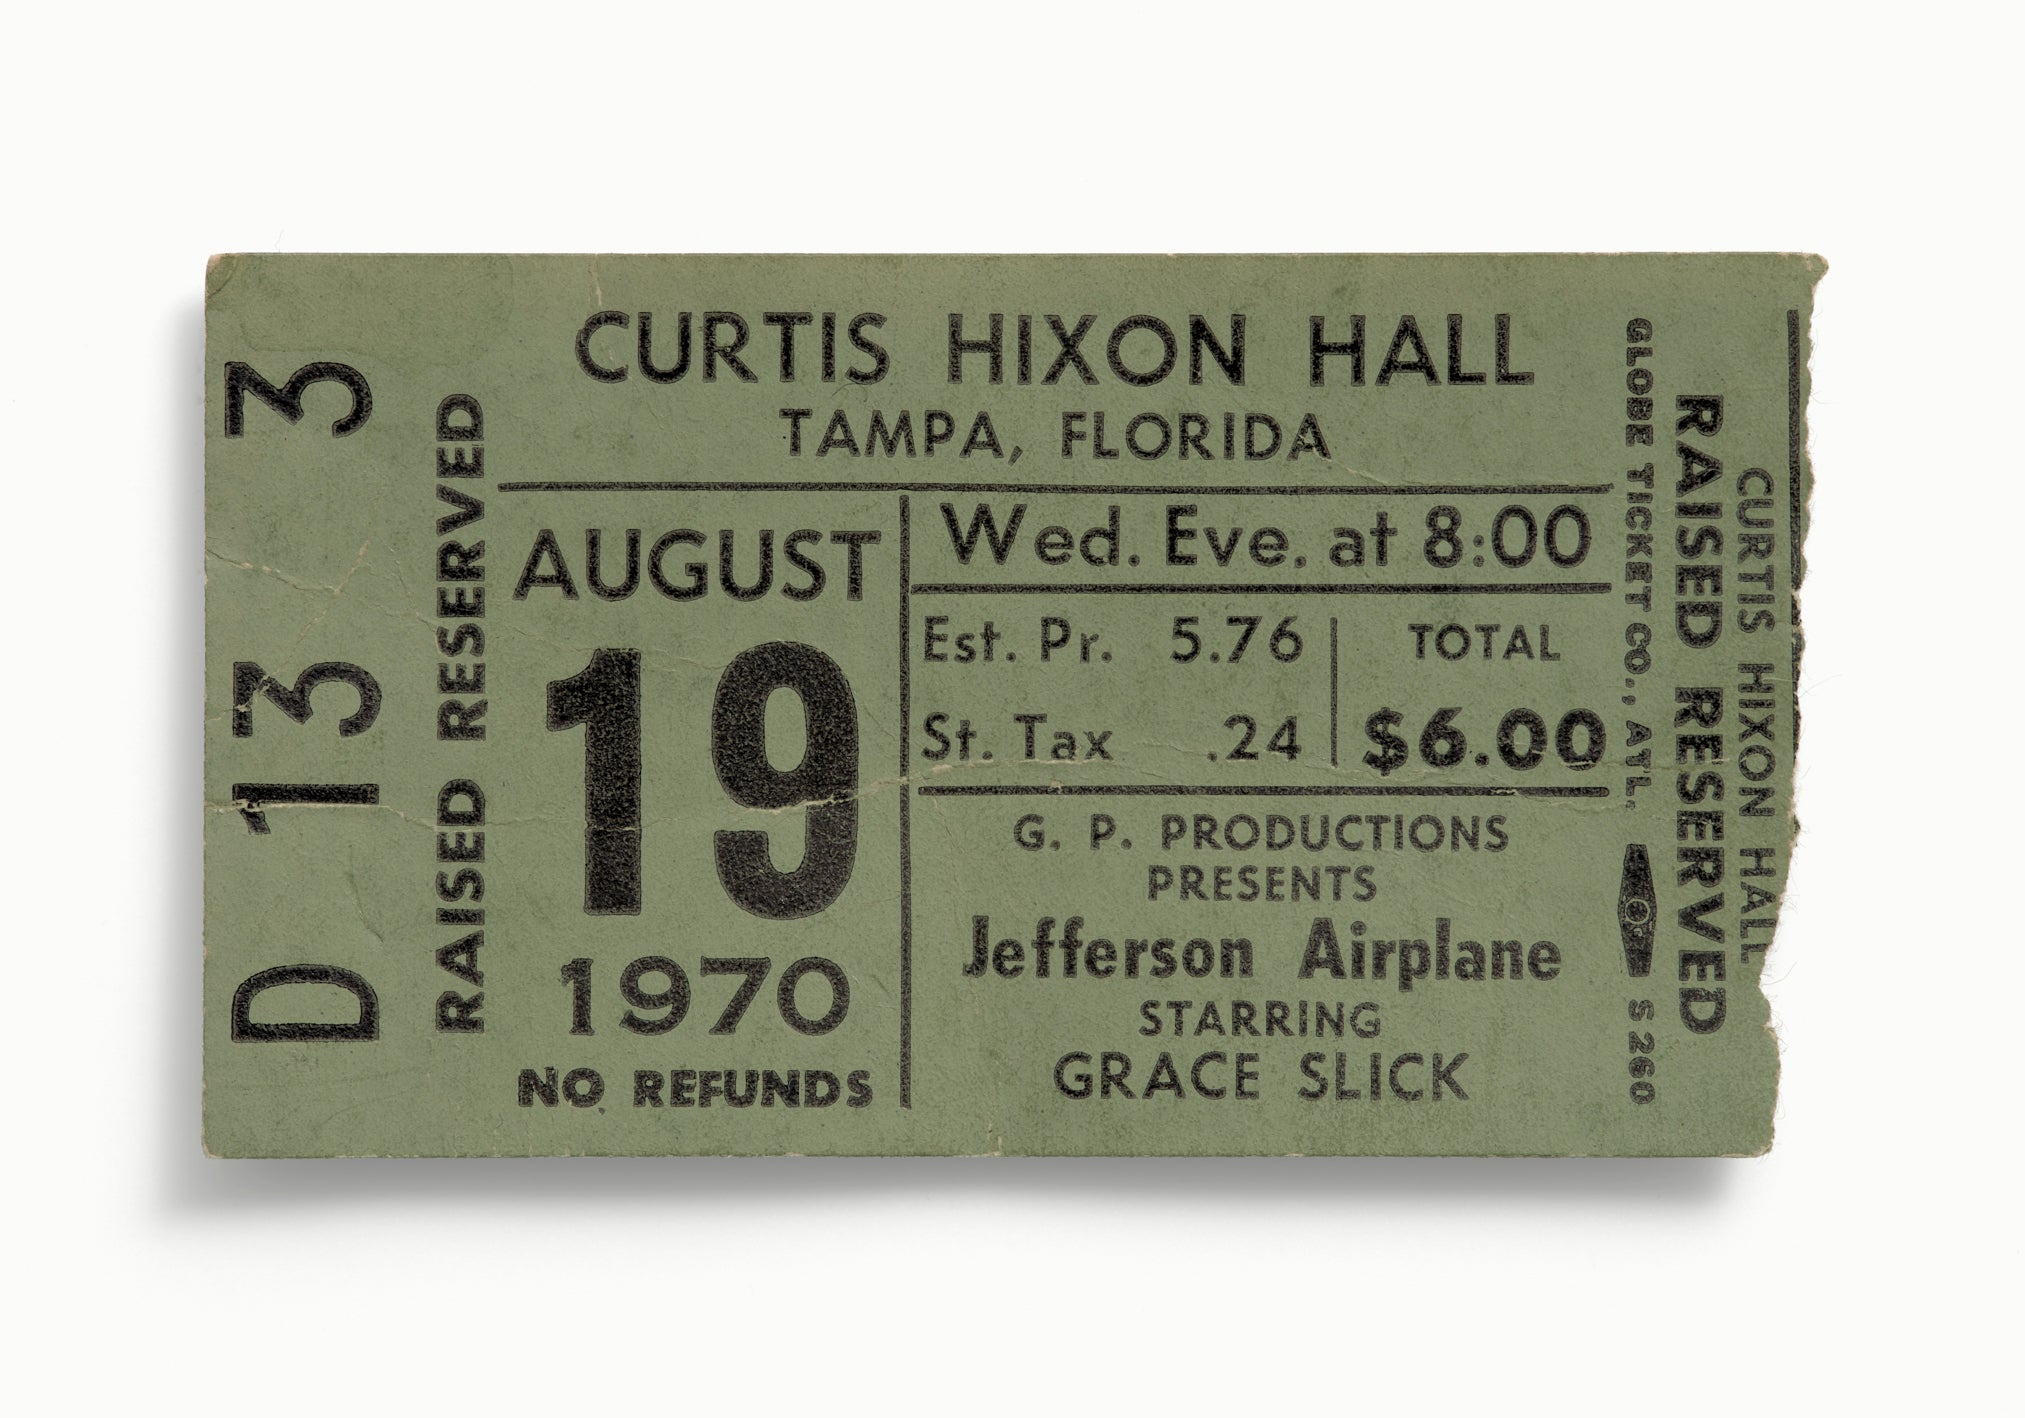 D 13 3
RAISED RESERVED
CURTIS HIXON HALL
TAMPA, FLORIDA
AUGUST
19
1970
NO REFUNDS
Wed. Eve. at 8:00
Est. Pr. 5.76
St. Tax .24
TOTAL
$6.00
G. P. PRODUCTIONS
PRESENTS
Jefferson Airplane
STARRING
GRACE SLICK
GLOBE TICKET CO., ATL. S 260
RAISED RESERVED
CURTIS HIXON HALL